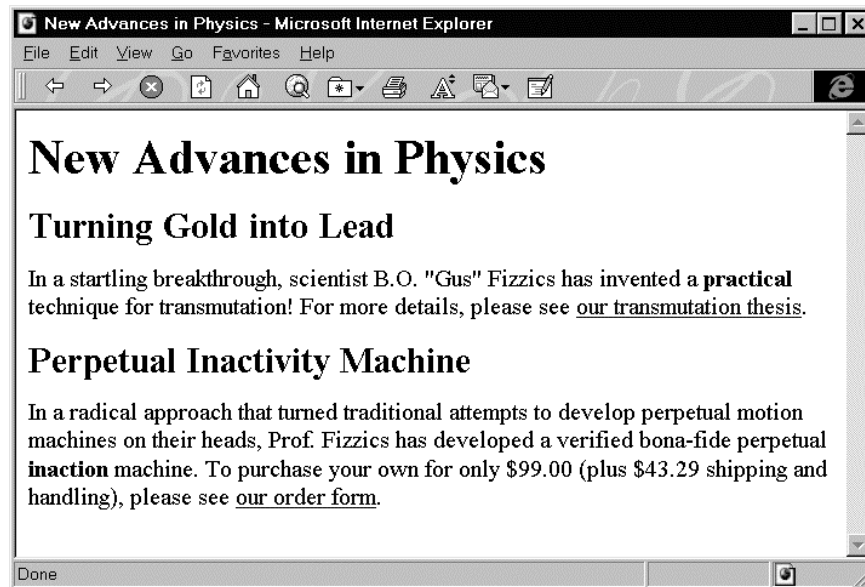 New Advances in Physics - Microsoft Internet Explorer
File Edit View Go Favorites Help
New Advances in Physics
Turning Gold into Lead
In a startling breakthrough, scientist B.O. "Gus" Fizzics has invented a practical
technique for transmutation! For more details, please see our transmutation thesis.
Perpetual Inactivity Machine
In a radical approach that turned traditional attempts to develop perpetual motion
machines on their heads, Prof. Fizzics has developed a verified bona-fide perpetual
inaction machine. To purchase your own for only $99.00 (plus $43.29 shipping and
handling), please see our order form.
Done